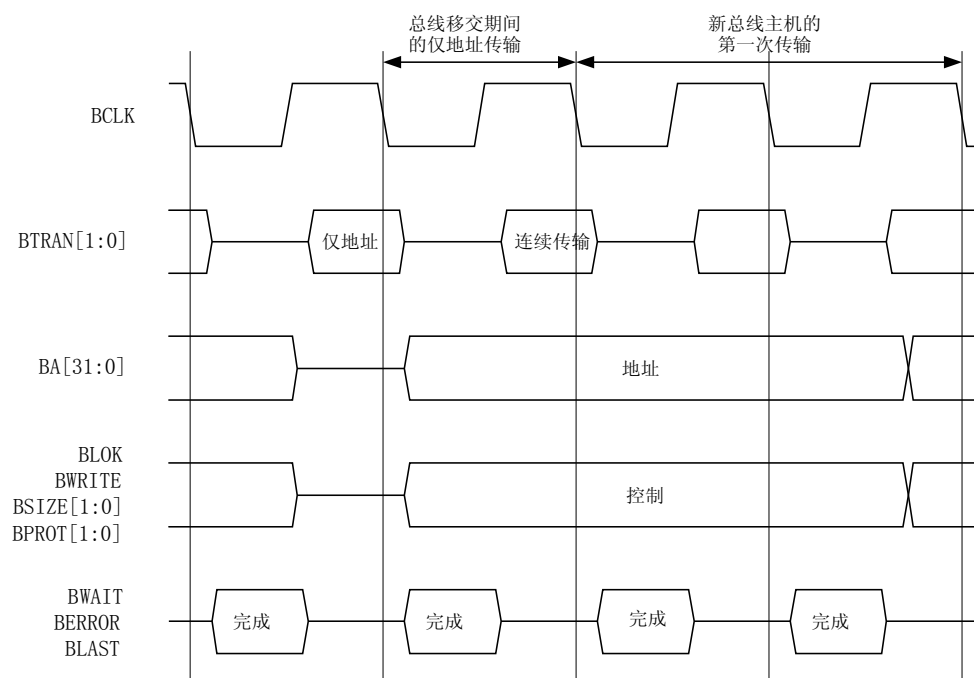 总线移交期间
的仅地址传输
新总线主机的
第一次传输
BCLK
BTRAN[1:0]
仅地址
连续传输
BA[31:0]
地址
BLOK
BWRITE
BSIZE[1:0]
BPROT[1:0]
控制
BWAIT
BERROR
BLAST
完成
完成
完成
完成